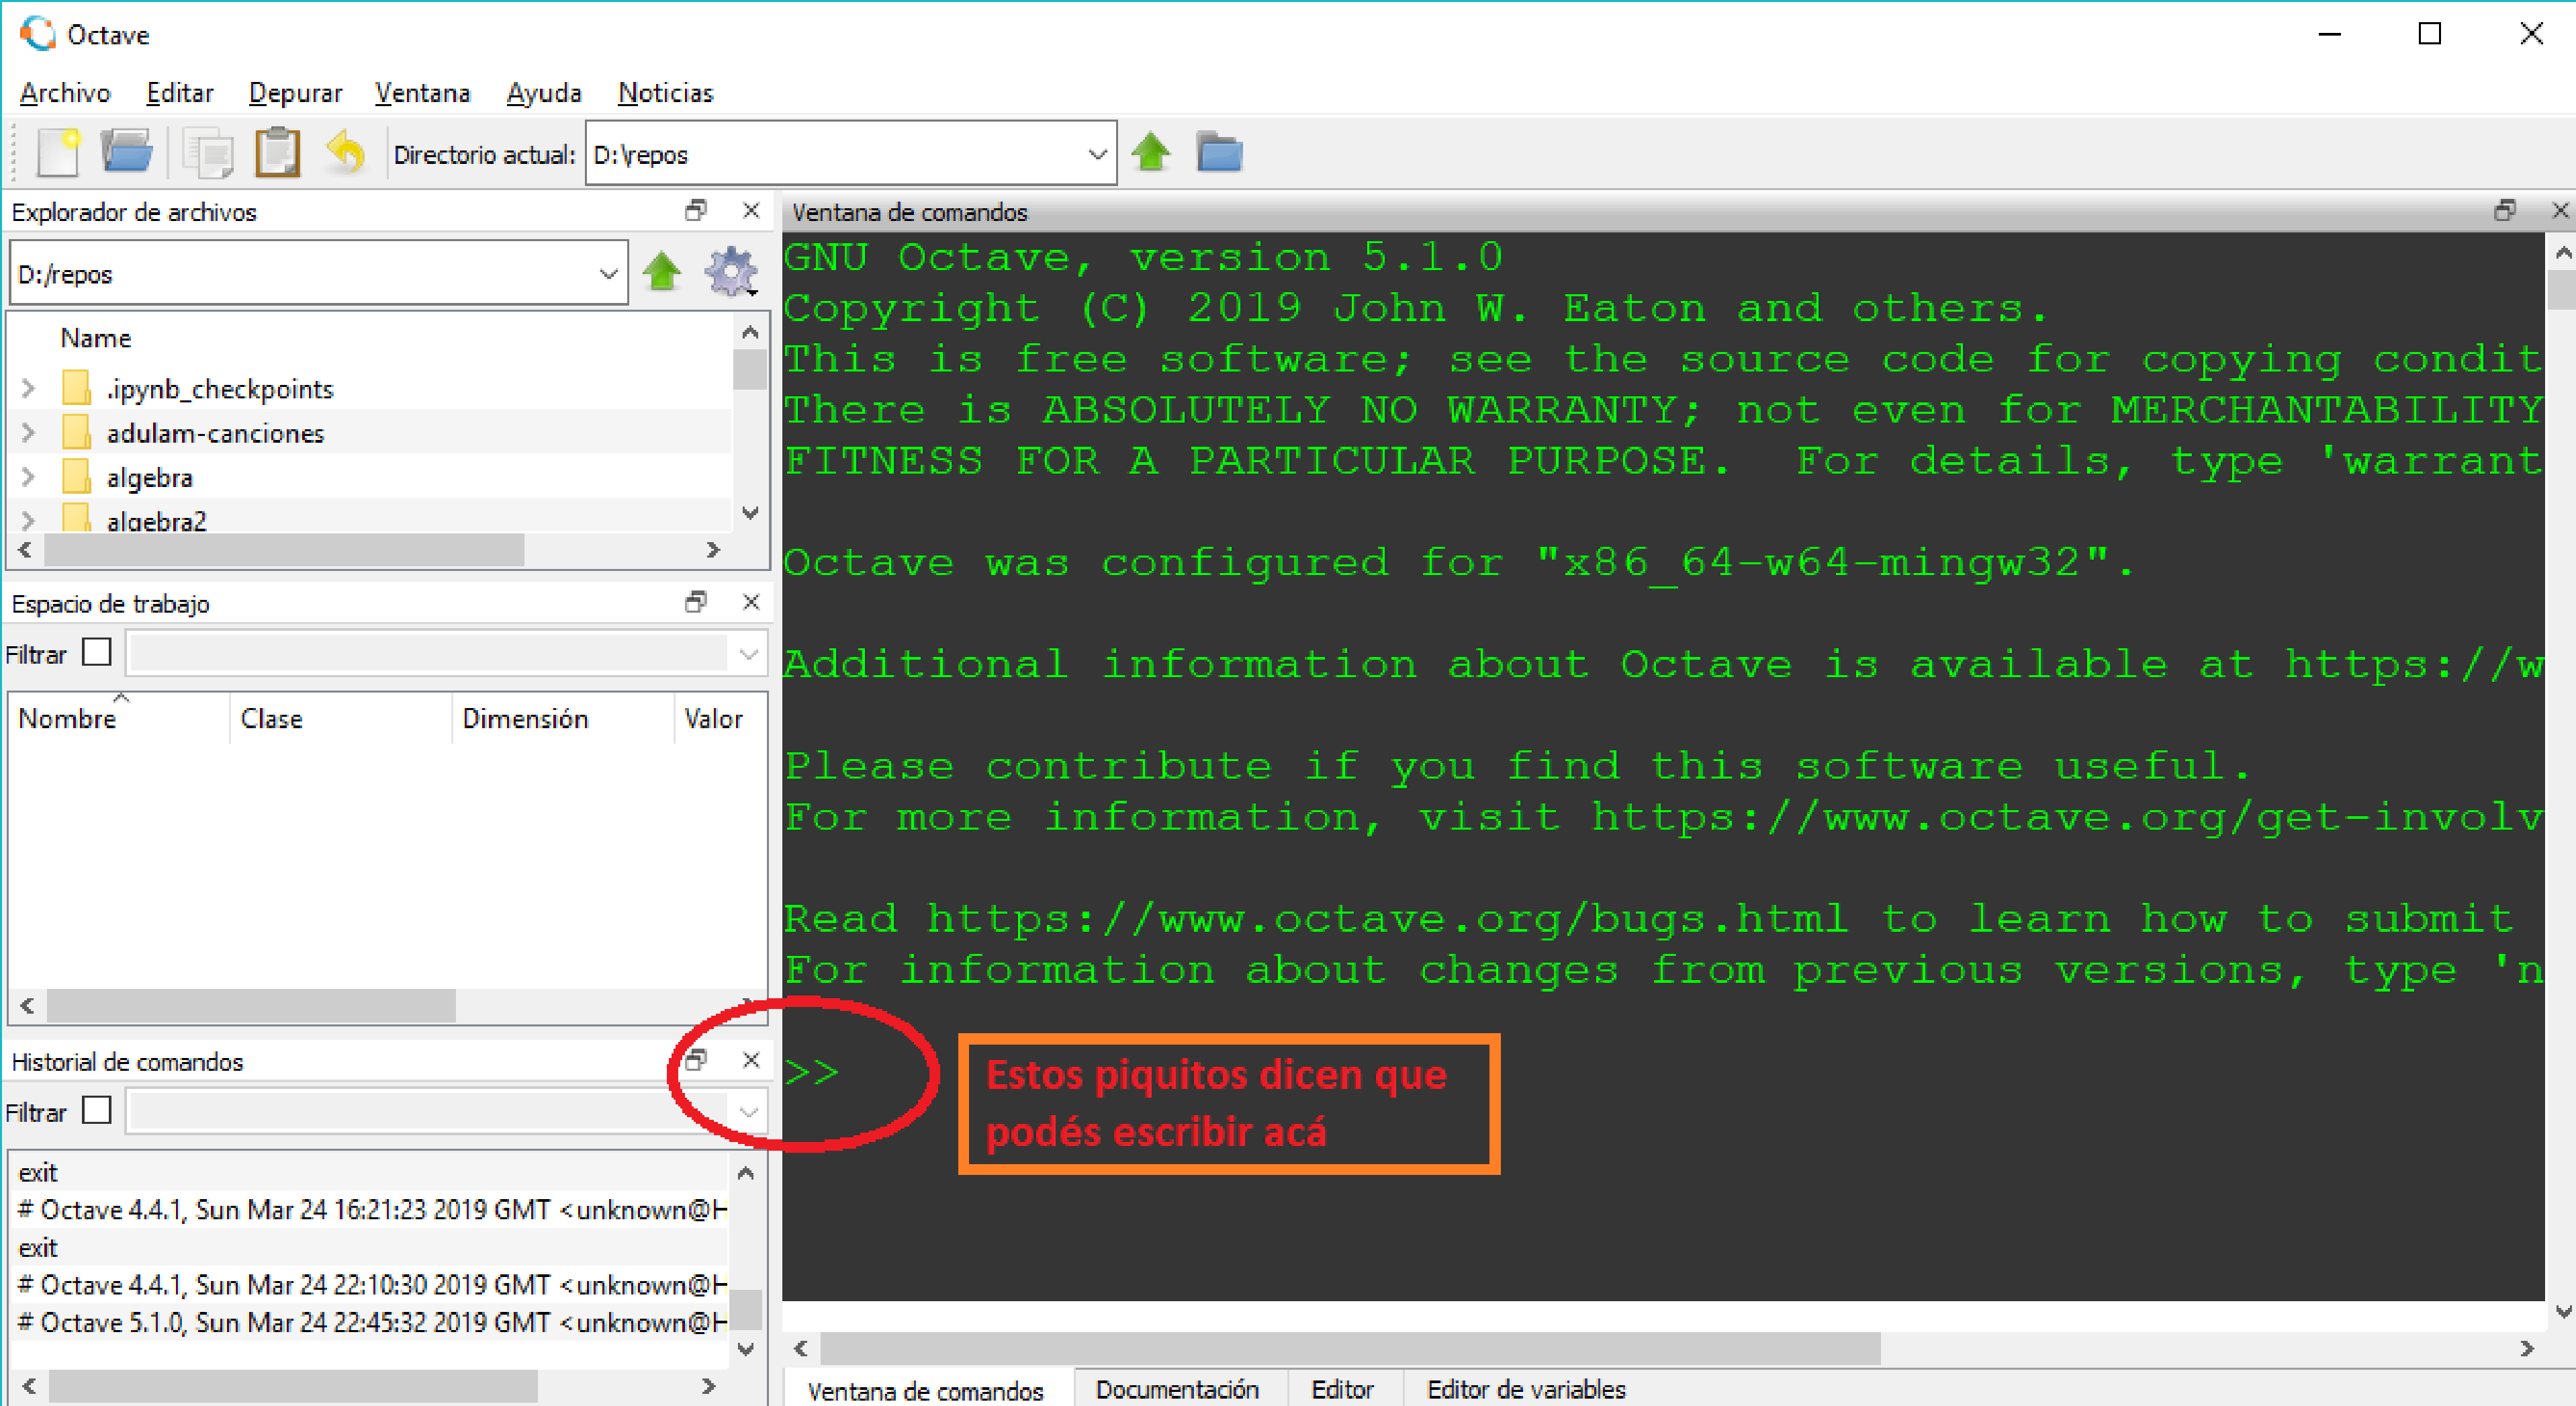 Octave
Archivo Editar Depurar Ventana Ayuda Noticias
Directorio actual: D:\repos
Explorador de archivos
D:/repos
Name
.ipynb_checkpoints
adulam-canciones
algebra
algebra2
Espacio de trabajo
Filtrar
Nombre Clase Dimensión Valor
Historial de comandos
Filtrar
exit
# Octave 4.4.1, Sun Mar 24 16:21:23 2019 GMT <unknown@H
exit
# Octave 4.4.1, Sun Mar 24 22:10:30 2019 GMT <unknown@H
# Octave 5.1.0, Sun Mar 24 22:45:32 2019 GMT <unknown@H
Ventana de comandos
GNU Octave, version 5.1.0
Copyright (C) 2019 John W. Eaton and others.
This is free software; see the source code for copying condit
There is ABSOLUTELY NO WARRANTY; not even for MERCHANTABILITY
FITNESS FOR A PARTICULAR PURPOSE.  For details, type 'warrant
Octave was configured for "x86_64-w64-mingw32".
Additional information about Octave is available at https://w
Please contribute if you find this software useful.
For more information, visit https://www.octave.org/get-involv
Read https://www.octave.org/bugs.html to learn how to submit
For information about changes from previous versions, type 'n
>>
Estos piquitos dicen que
podés escribir acá
Ventana de comandos Documentación Editor Editor de variables